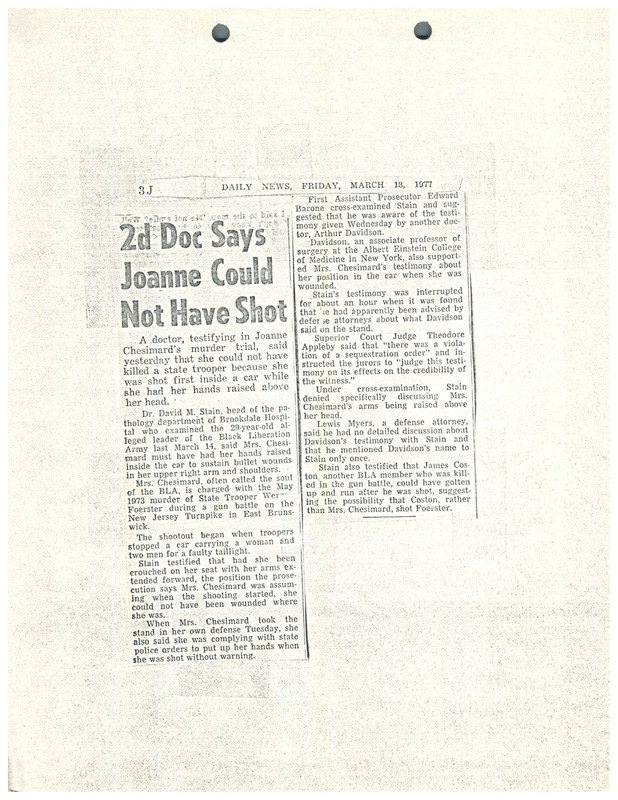 3J
DAILY NEWS, FRIDAY, MARCH 18, 1977
2d Doc Says
Joanne Could
Not Have Shot
A doctor, testifying in Joanne
Chesimard's murder trial, said
yesterday that she could not have
killed a state trooper because she
was shot first inside a car while
she had her hands raised above
her head.
Dr. David M. Stain, head of the pa-
thology department of Brookdale Hospi-
tal who examined the 29-year-old al-
leged leader of the Black Liberation
Army last March 14, said Mrs. Chesi-
mard must have had her hands raised
inside the car to sustain bullet wounds
in her upper right arm and shoulders.
Mrs. Chesimard, often called the soul
of the BLA, is charged with the May
1973 murder of State Trooper Wer
Foerster during a gun battle on the
New Jersey Turnpike in East Bruns-
wick.
The shootout began when troopers
stopped a car carrying a woman and
two men for a faulty taillight.
Stain testified that had she been
crouched on her seat with her arms ex-
tended forward, the position the prose-
cution says Mrs. Chesimard was assum-
ing when the shooting started, she
could not have been wounded where
she was.
When Mrs. Chesimard took the
stand in her own defense Tuesday, she
also said she was complying with state
police orders to put up her hands when
she was shot without warning.
First Assistant Prosecutor Edward
Barone cross-examined Stain and sug-
gested that he was aware of the testi-
mony given Wednesday by another doc-
tor, Arthur Davidson.
Davidson, an associate professor of
surgery at the Albert Einstein College
of Medicine in New York, also support-
ed Mrs. Chesimard's testimony about
her position in the car when she was
wounded.
Stain's testimony was interrupted
for about an hour when it was found
that he had apparently been advised by
defense attorneys about what Davidson
said on the stand.
Superior Court Judge Theodore
Appleby said that "there was a viola-
tion of a sequestration order" and in-
structed the jurors to "judge this testi-
mony on its effects on the credibility of
the witness."
Under cross-examination, Stain
denied specifically discussing Mrs.
Chesimard's arms being raised above
her head.
Lewis Myers, a defense attorney,
said he had no detailed discussion about
Davidson's testimony with Stain and
that he mentioned Davidson's name to
Stain only once.
Stain also testified that James Cos-
ton, another BLA member who was kill-
ed in the gun battle, could have gotten
up and run after he was shot, suggest-
ing the possibility that Coston, rather
than Mrs. Chesimard, shot Foerster.